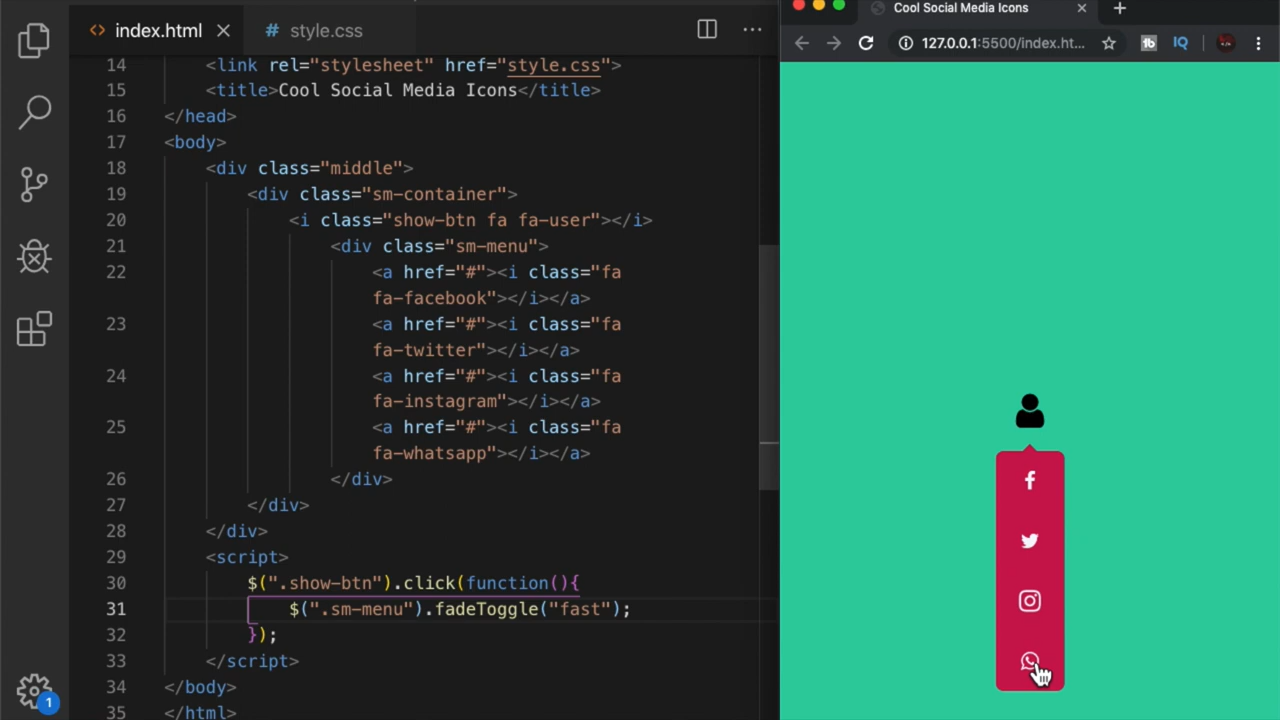 index.html
# style.css
Cool Social Media Icons
127.0.0.1:5500/index.ht...
tb
IQ
14 <link rel="stylesheet" href="style.css">
15 <title>Cool Social Media Icons</title>
16 </head>
17 <body>
18 <div class="middle">
19 <div class="sm-container">
20 <i class="show-btn fa fa-user"></i>
21 <div class="sm-menu">
22 <a href="#"><i class="fa
fa-facebook"></i></a>
23 <a href="#"><i class="fa
fa-twitter"></i></a>
24 <a href="#"><i class="fa
fa-instagram"></i></a>
25 <a href="#"><i class="fa
fa-whatsapp"></i></a>
26 </div>
27 </div>
28 </div>
29 <script>
30 $(".show-btn").click(function(){
31 $(".sm-menu").fadeToggle("fast");
32 });
33 </script>
34 </body>
35 </html>
1